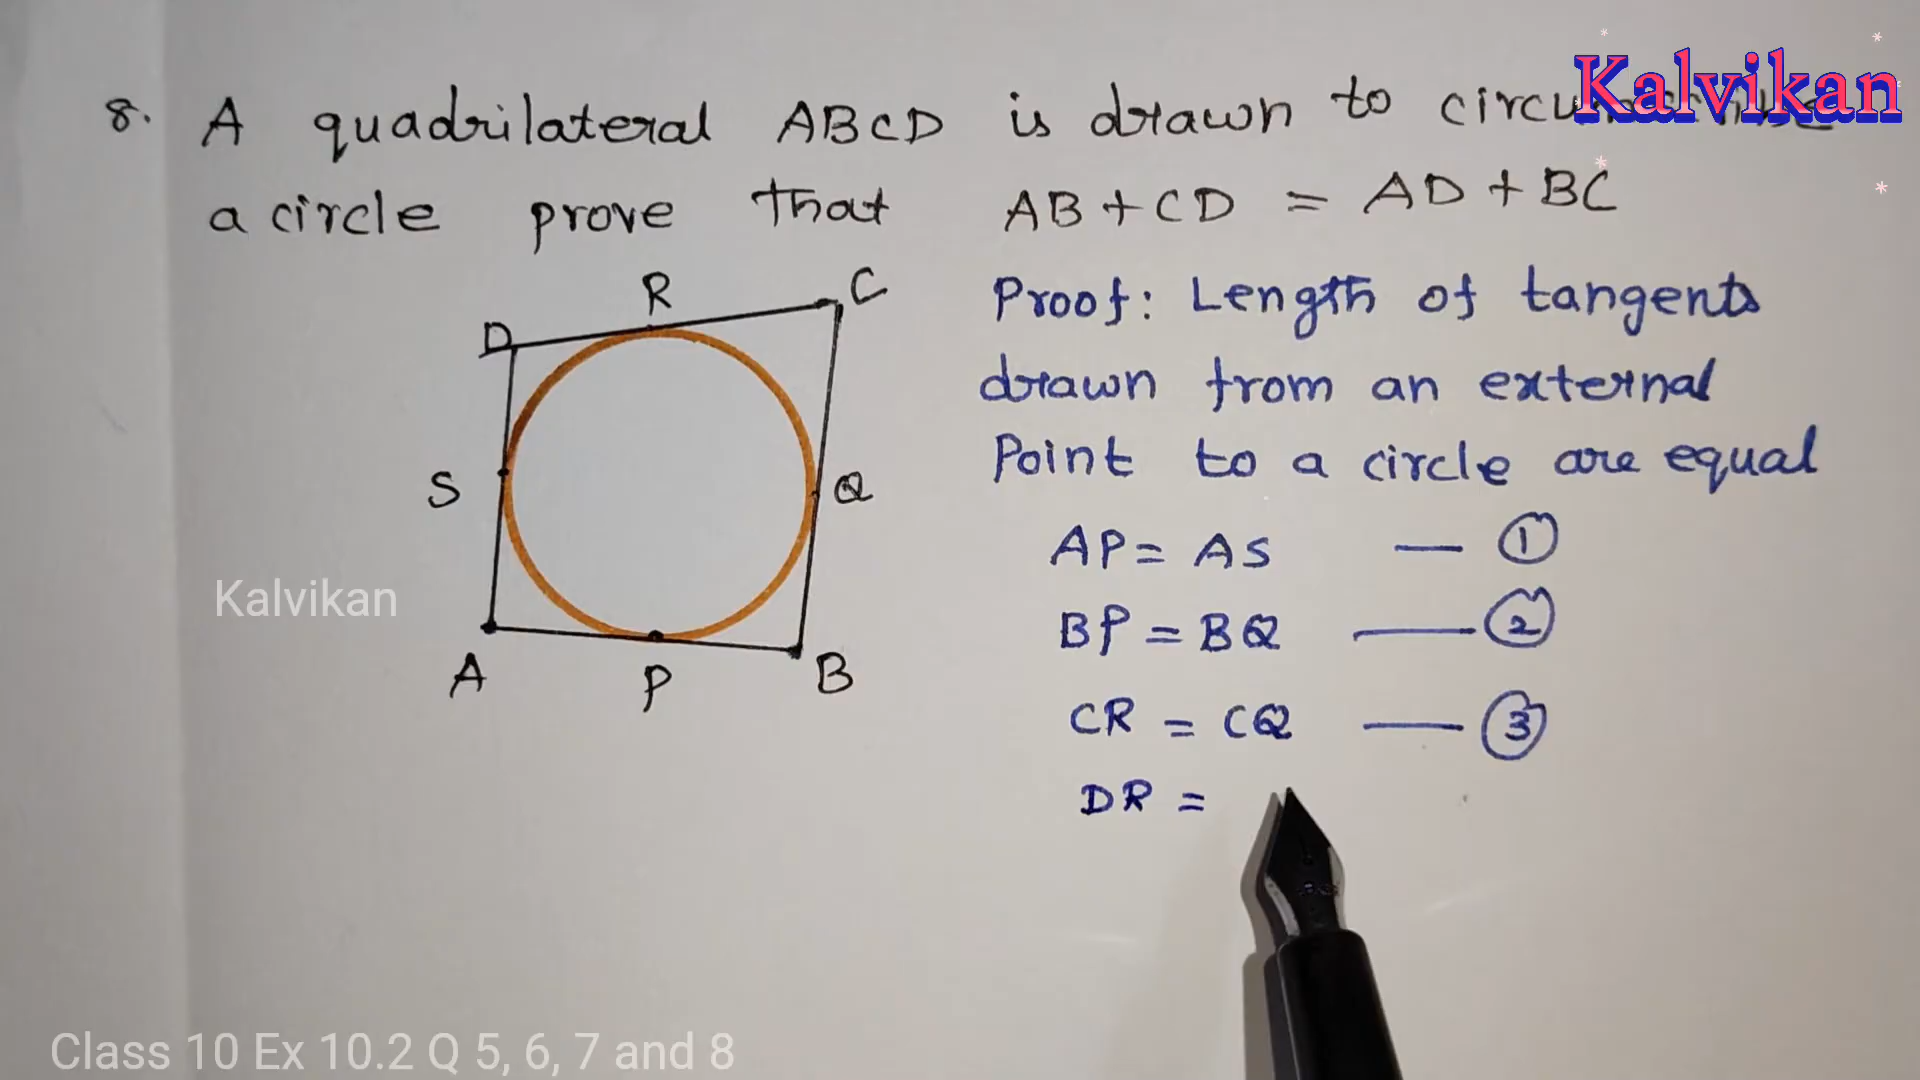 Kalvikan
8. A quadrilateral ABCD is drawn to
a circle prove that AB + CD = AD + BC
R
C
D
S
Q
A
P
B
Proof: Length of tangents
drawn from an external
Point to a circle are equal
AP = AS — ①
BP = BQ — ②
CR = CQ — ③
DR =
Kalvikan
Class 10 Ex 10.2 Q 5, 6, 7 and 8